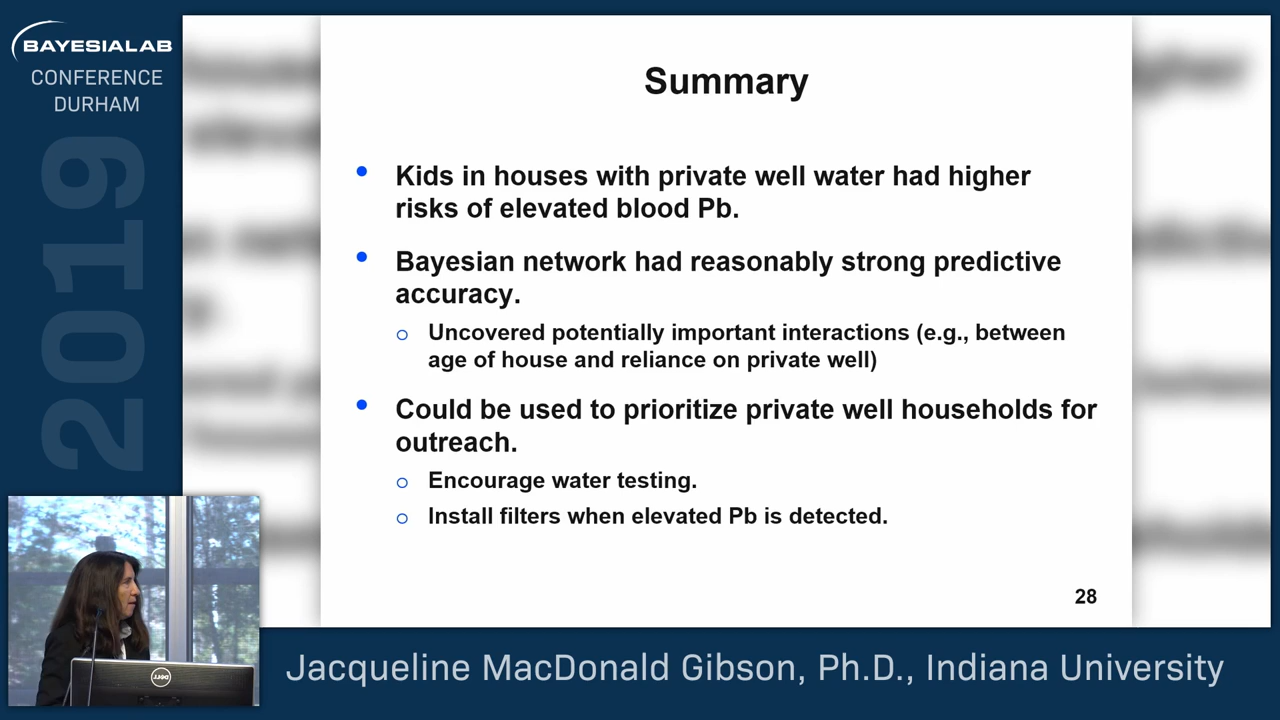 BAYESIALAB
CONFERENCE
DURHAM
2019
Summary
• Kids in houses with private well water had higher
risks of elevated blood Pb.
• Bayesian network had reasonably strong predictive
accuracy.
o Uncovered potentially important interactions (e.g., between
age of house and reliance on private well)
• Could be used to prioritize private well households for
outreach.
o Encourage water testing.
o Install filters when elevated Pb is detected.
28
DELL
Jacqueline MacDonald Gibson, Ph.D., Indiana University